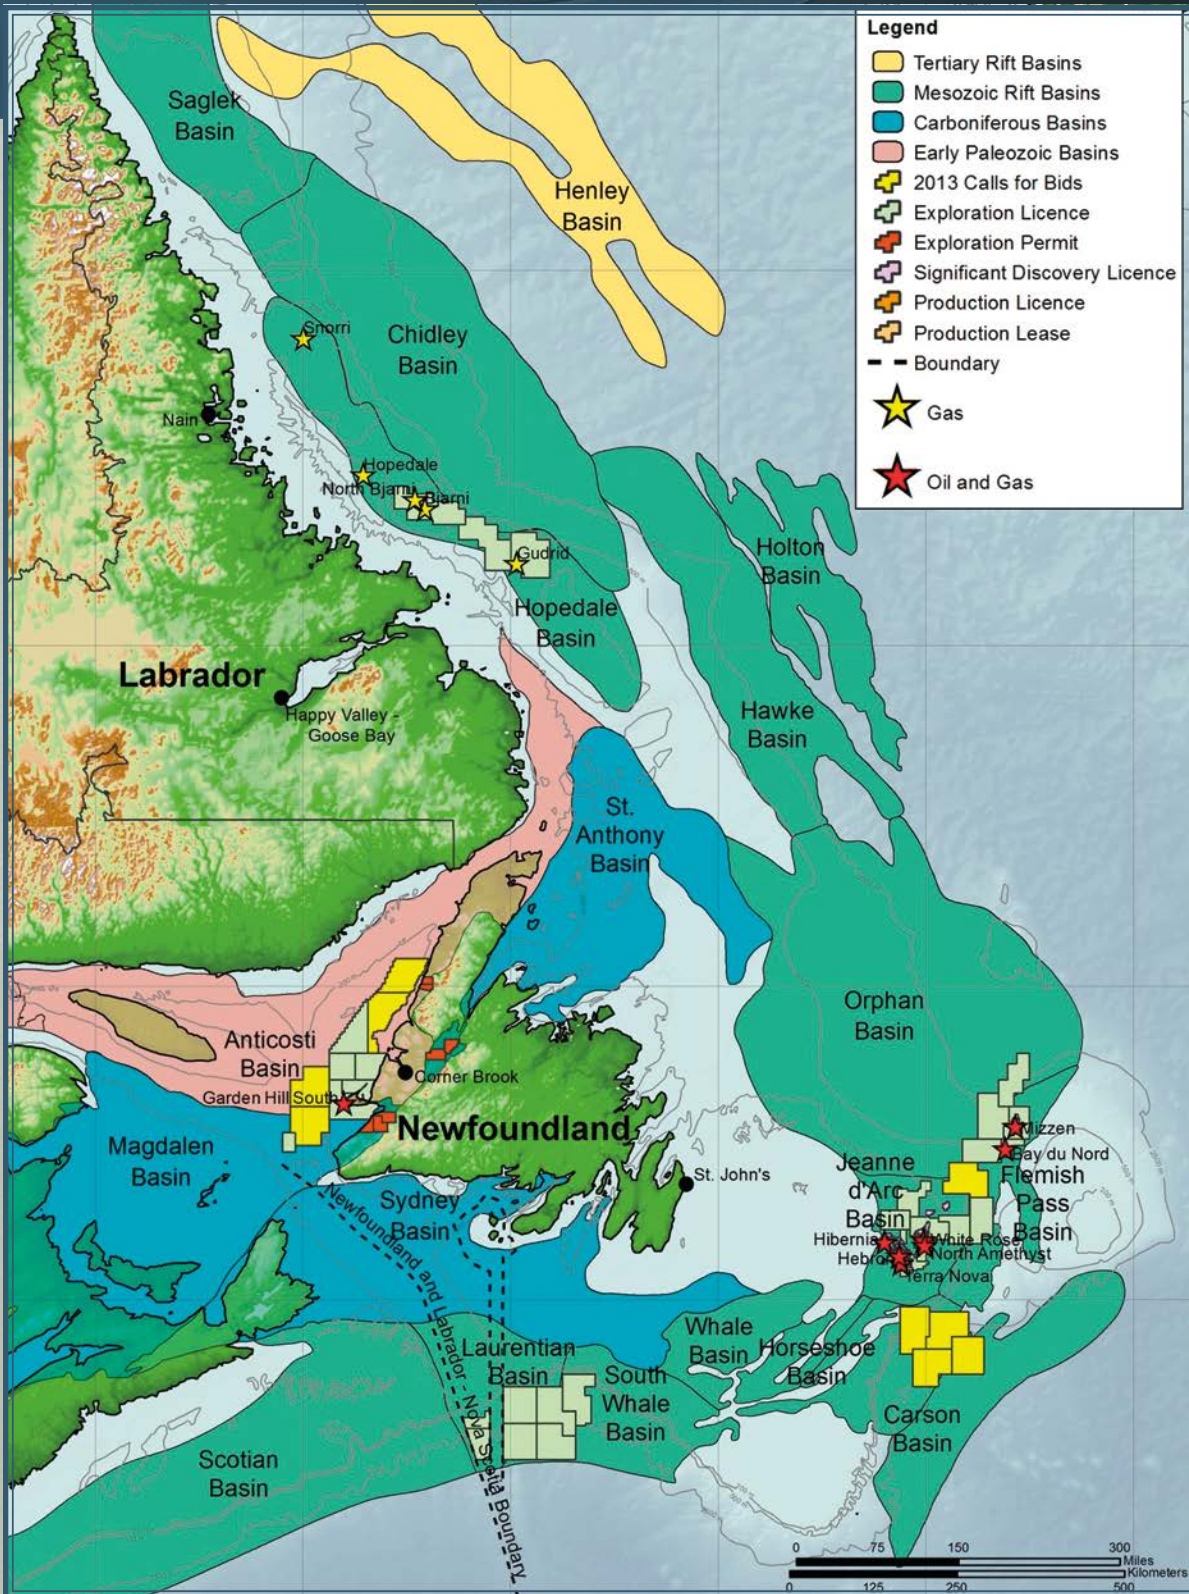 Legend
Tertiary Rift Basins
Mesozoic Rift Basins
Carboniferous Basins
Early Paleozoic Basins
2013 Calls for Bids
Exploration Licence
Exploration Permit
Significant Discovery Licence
Production Licence
Production Lease
Boundary
Gas
Oil and Gas
Saglek
Basin
Henley
Basin
Snorri
Chidley
Basin
Nain
Hopedale
North Bjarni
Bjarni
Gudrid
Holton
Basin
Hopedale
Basin
Labrador
Happy Valley -
Goose Bay
Hawke
Basin
St.
Anthony
Basin
Orphan
Basin
Anticosti
Basin
Corner Brook
Garden Hill South
Newfoundland
Magdalen
Basin
Mizzen
Bay du Nord
Jeanne
d'Arc
Basin
Flemish
Pass
Basin
St. John's
Sydney
Basin
Hibernia
White Rose
Hebron
North Amethyst
Terra Nova
Newfoundland and Labrador - Nova Scotia Boundary
Laurentian
Basin
Whale
Basin
Horseshoe
Basin
South
Whale
Basin
Carson
Basin
Scotian
Basin
0 75 150 300
Miles
Kilometers
0 125 250 500